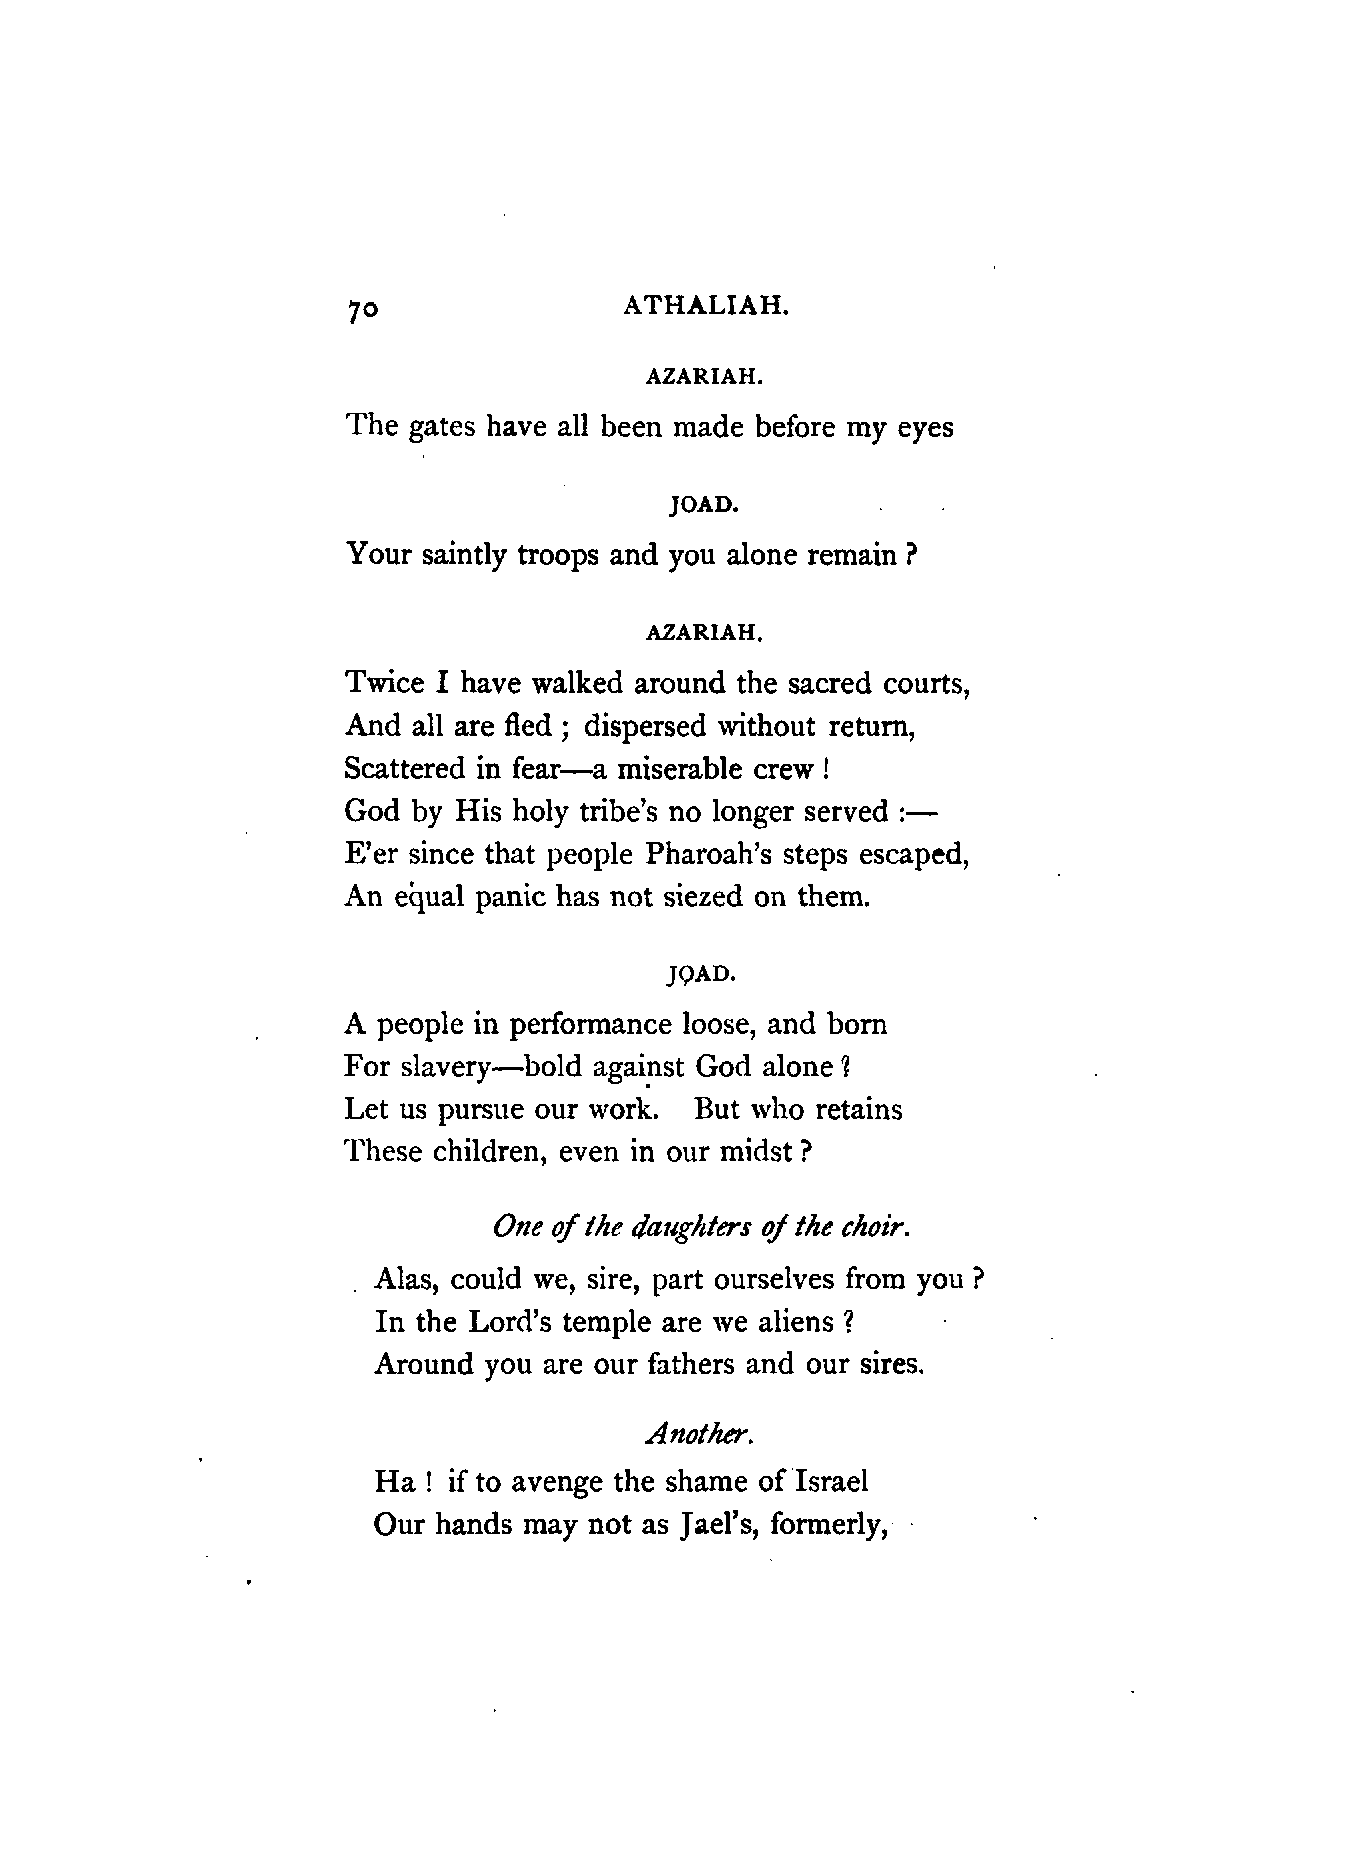 70 ATHALIAH.
AZARIAH.
The gates have all been made before my eyes
JOAD.
Your saintly troops and you alone remain ?
AZARIAH.
Twice I have walked around the sacred courts,
And all are fled ; dispersed without return,
Scattered in fear—a miserable crew !
God by His holy tribe's no longer served :—
E'er since that people Pharoah's steps escaped,
An equal panic has not siezed on them.
JOAD.
A people in performance loose, and born
For slavery—bold against God alone ?
Let us pursue our work. But who retains
These children, even in our midst ?
One of the daughters of the choir.
Alas, could we, sire, part ourselves from you ?
In the Lord's temple are we aliens ?
Around you are our fathers and our sires.
Another.
Ha ! if to avenge the shame of Israel
Our hands may not as Jael's, formerly,